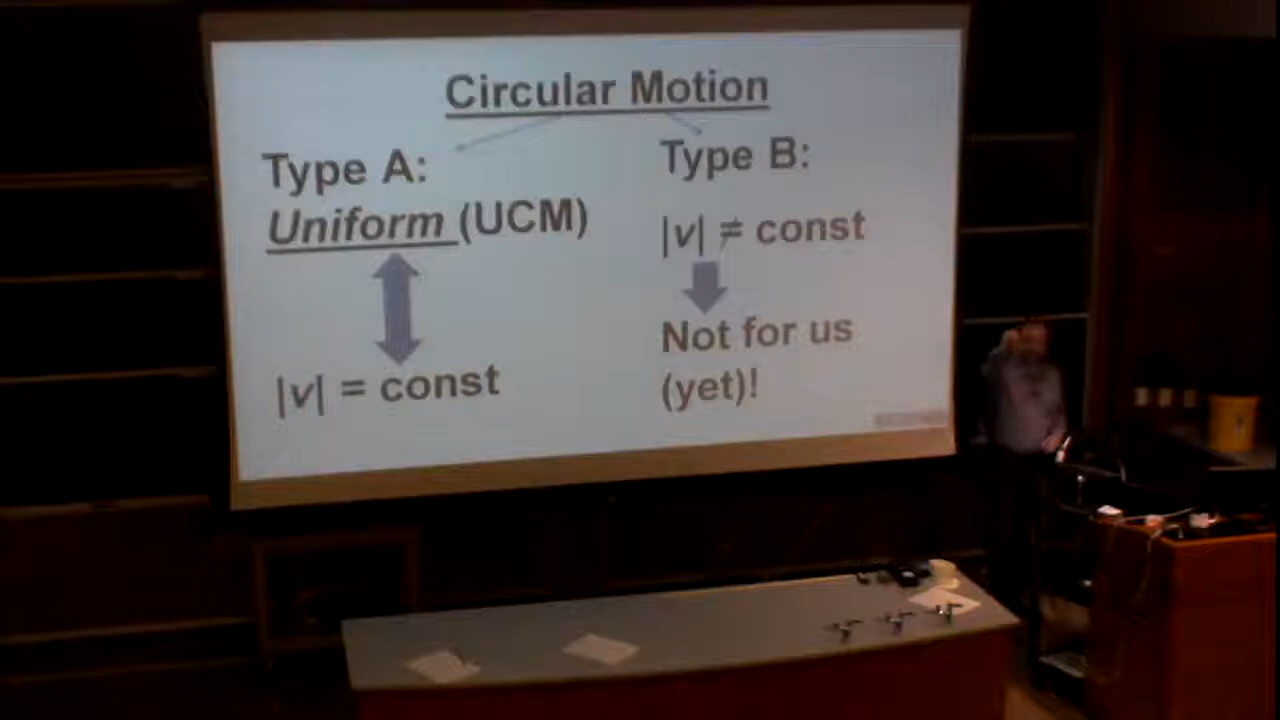 Circular Motion
Type A:
Uniform (UCM)
|v| = const
Type B:
|v| ≠ const
Not for us
(yet)!